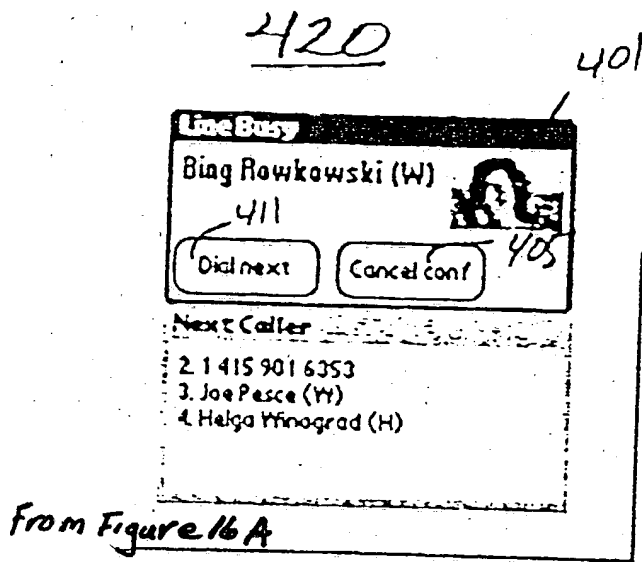 420
401
Line Busy
Bing Rowkowski (W)
411
405
Dial next
Cancel conf
Next Caller
2. 1 415 901 6353
3. Joe Pesce (W)
4. Helga Winograd (H)
From Figure 16A